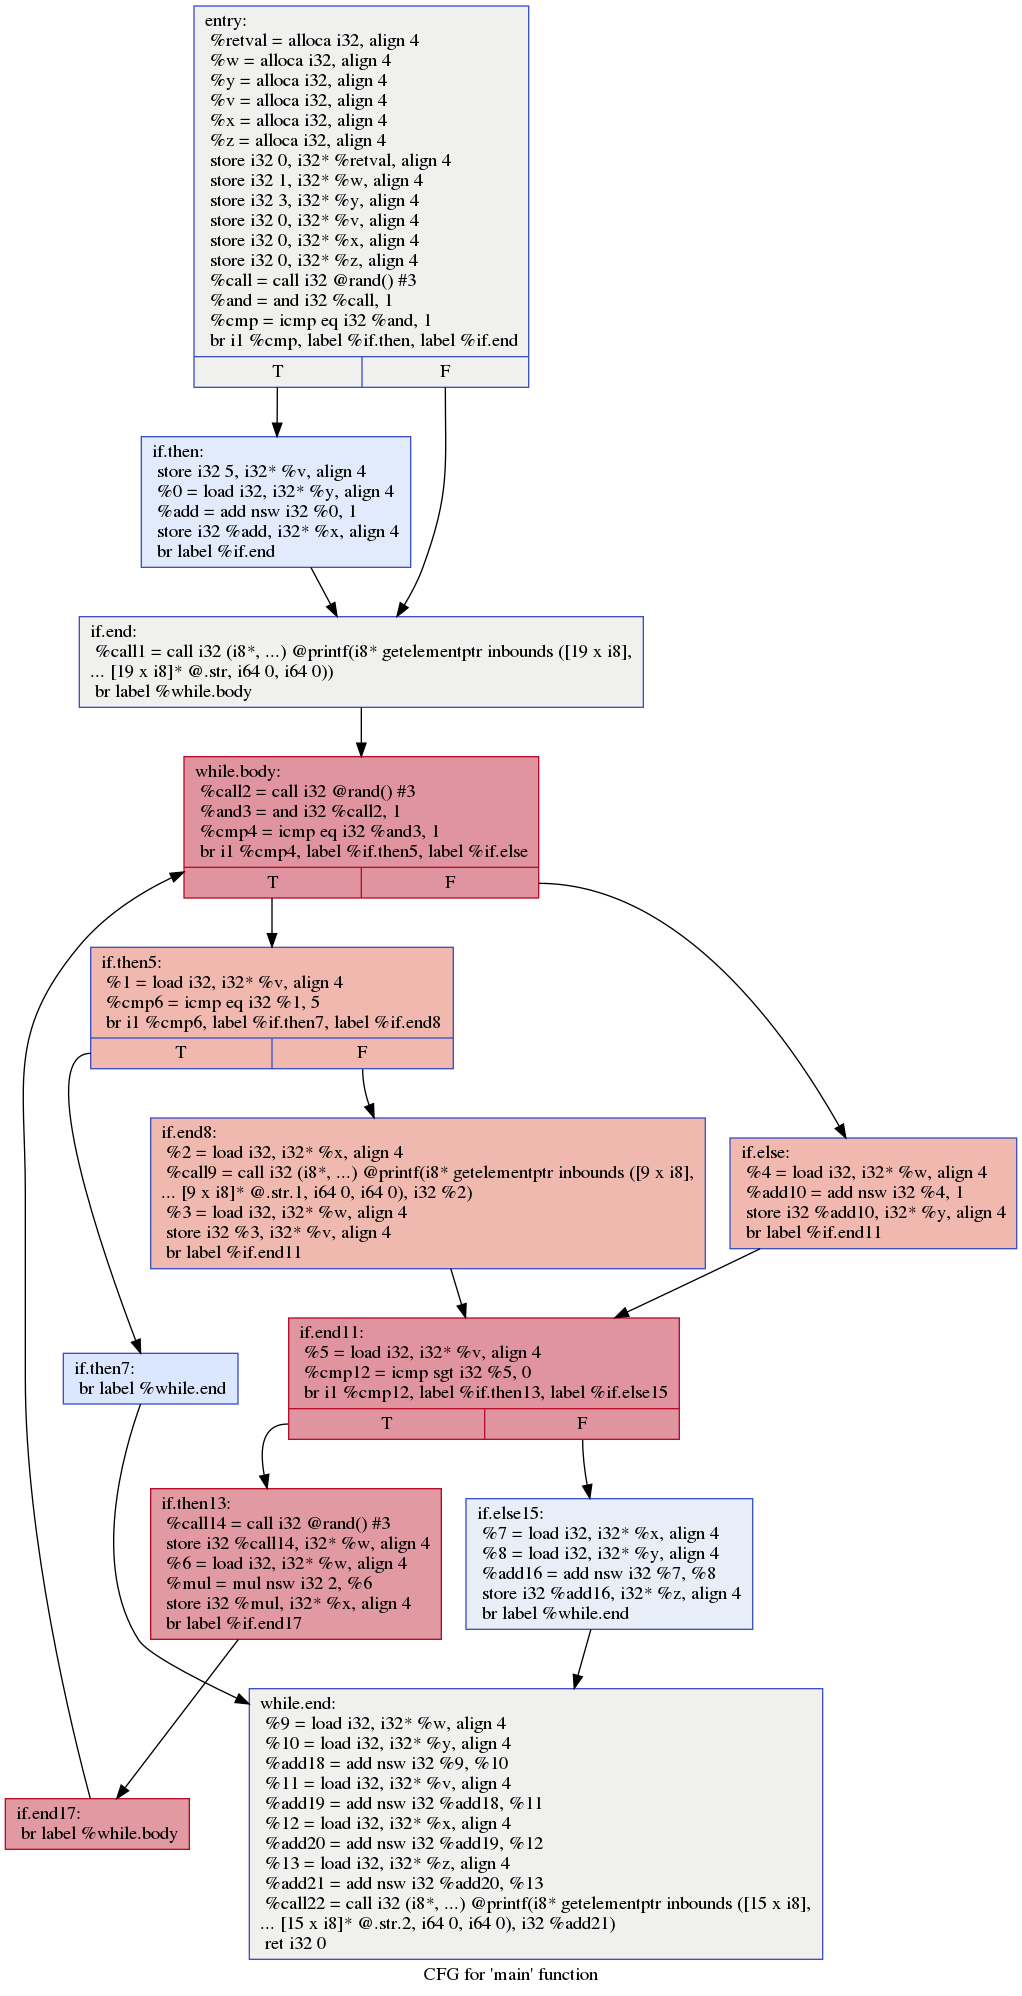 entry:
%retval = alloca i32, align 4
%w = alloca i32, align 4
%y = alloca i32, align 4
%v = alloca i32, align 4
%x = alloca i32, align 4
%z = alloca i32, align 4
store i32 0, i32* %retval, align 4
store i32 1, i32* %w, align 4
store i32 3, i32* %y, align 4
store i32 0, i32* %v, align 4
store i32 0, i32* %x, align 4
store i32 0, i32* %z, align 4
%call = call i32 @rand() #3
%and = and i32 %call, 1
%cmp = icmp eq i32 %and, 1
br i1 %cmp, label %if.then, label %if.end
T F
if.then:
store i32 5, i32* %v, align 4
%0 = load i32, i32* %y, align 4
%add = add nsw i32 %0, 1
store i32 %add, i32* %x, align 4
br label %if.end
if.end:
%call1 = call i32 (i8*, ...) @printf(i8* getelementptr inbounds ([19 x i8],
... [19 x i8]* @.str, i64 0, i64 0))
br label %while.body
while.body:
%call2 = call i32 @rand() #3
%and3 = and i32 %call2, 1
%cmp4 = icmp eq i32 %and3, 1
br i1 %cmp4, label %if.then5, label %if.else
T F
if.then5:
%1 = load i32, i32* %v, align 4
%cmp6 = icmp eq i32 %1, 5
br i1 %cmp6, label %if.then7, label %if.end8
T F
if.end8:
%2 = load i32, i32* %x, align 4
%call9 = call i32 (i8*, ...) @printf(i8* getelementptr inbounds ([9 x i8],
... [9 x i8]* @.str.1, i64 0, i64 0), i32 %2)
%3 = load i32, i32* %w, align 4
store i32 %3, i32* %v, align 4
br label %if.end11
if.else:
%4 = load i32, i32* %w, align 4
%add10 = add nsw i32 %4, 1
store i32 %add10, i32* %y, align 4
br label %if.end11
if.then7:
br label %while.end
if.end11:
%5 = load i32, i32* %v, align 4
%cmp12 = icmp sgt i32 %5, 0
br i1 %cmp12, label %if.then13, label %if.else15
T F
if.then13:
%call14 = call i32 @rand() #3
store i32 %call14, i32* %w, align 4
%6 = load i32, i32* %w, align 4
%mul = mul nsw i32 2, %6
store i32 %mul, i32* %x, align 4
br label %if.end17
if.else15:
%7 = load i32, i32* %x, align 4
%8 = load i32, i32* %y, align 4
%add16 = add nsw i32 %7, %8
store i32 %add16, i32* %z, align 4
br label %while.end
if.end17:
br label %while.body
while.end:
%9 = load i32, i32* %w, align 4
%10 = load i32, i32* %y, align 4
%add18 = add nsw i32 %9, %10
%11 = load i32, i32* %v, align 4
%add19 = add nsw i32 %add18, %11
%12 = load i32, i32* %x, align 4
%add20 = add nsw i32 %add19, %12
%13 = load i32, i32* %z, align 4
%add21 = add nsw i32 %add20, %13
%call22 = call i32 (i8*, ...) @printf(i8* getelementptr inbounds ([15 x i8],
... [15 x i8]* @.str.2, i64 0, i64 0), i32 %add21)
ret i32 0
CFG for 'main' function